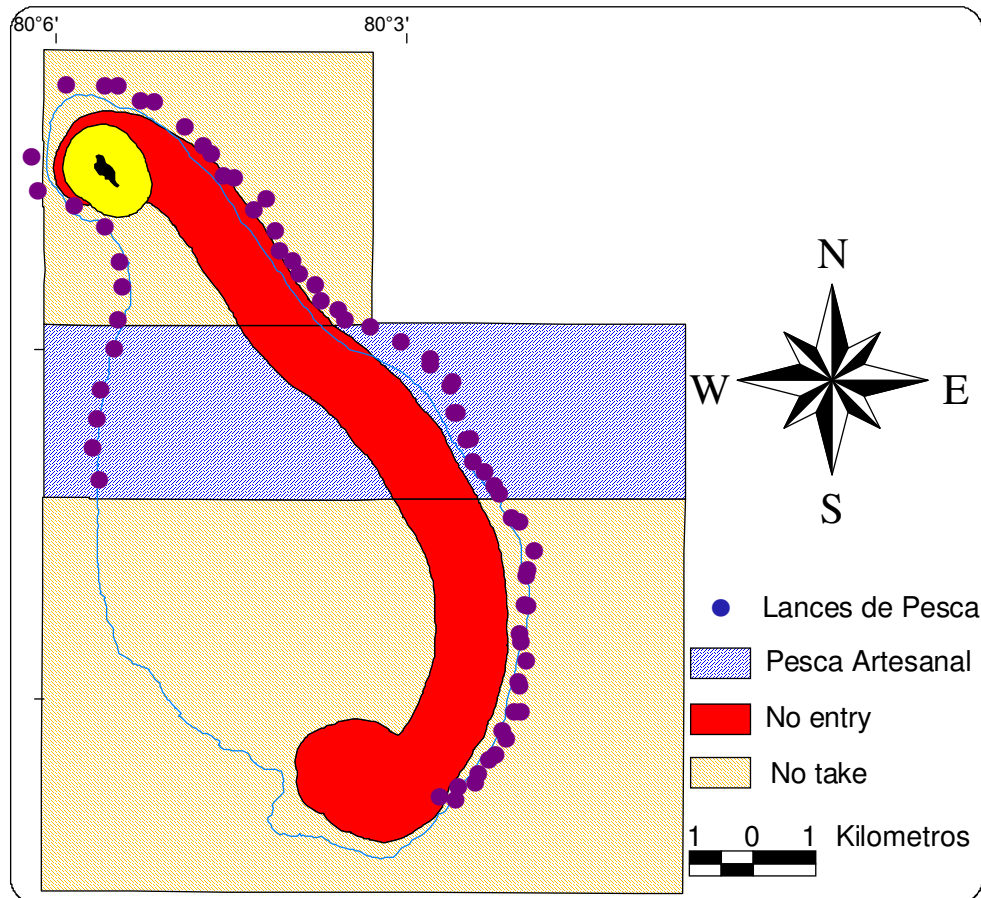 80°6'
80°3'
N
W
E
S
Lances de Pesca
Pesca Artesanal
No entry
No take
1 0 1 Kilometros